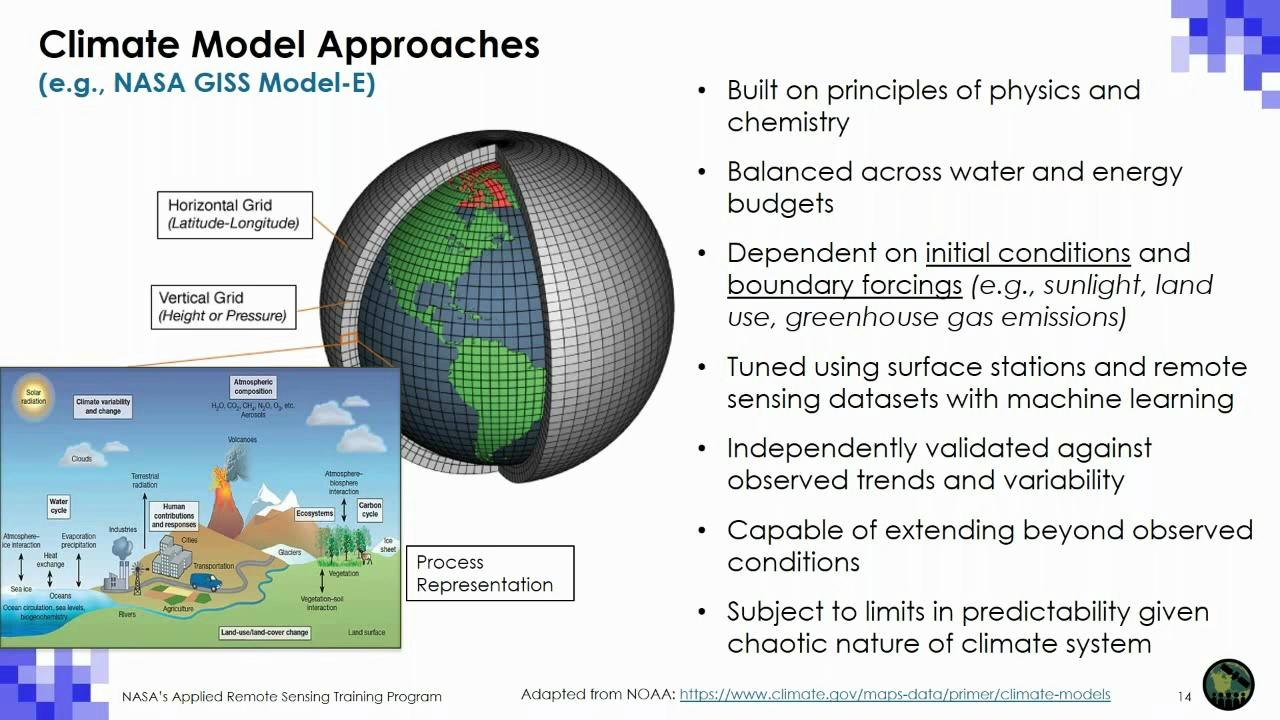 Climate Model Approaches
(e.g., NASA GISS Model-E)
Horizontal Grid
(Latitude-Longitude)
Vertical Grid
(Height or Pressure)
Solar
radiation
Climate variability
and change
Atmospheric
composition
H₂O, CO₂, CH₄, N₂O, O₃, etc.
Aerosols
Clouds
Volcanoes
Terrestrial
radiation
Atmosphere–
biosphere
interaction
Water
cycle
Human
contributions
and responses
Ecosystems
Carbon
cycle
Atmosphere–
ice interaction
Heat
exchange
Evaporation
precipitation
Industries
Cities
Glaciers
Ice
sheet
Transportation
Vegetation
Sea ice
Oceans
Ocean circulation, sea levels,
biogeochemistry
Rivers
Agriculture
Vegetation–soil
interaction
Land-use/land-cover change
Land surface
Process
Representation
• Built on principles of physics and
chemistry
• Balanced across water and energy
budgets
• Dependent on initial conditions and
boundary forcings (e.g., sunlight, land
use, greenhouse gas emissions)
• Tuned using surface stations and remote
sensing datasets with machine learning
• Independently validated against
observed trends and variability
• Capable of extending beyond observed
conditions
• Subject to limits in predictability given
chaotic nature of climate system
NASA's Applied Remote Sensing Training Program
Adapted from NOAA: https://www.climate.gov/maps-data/primer/climate-models
14